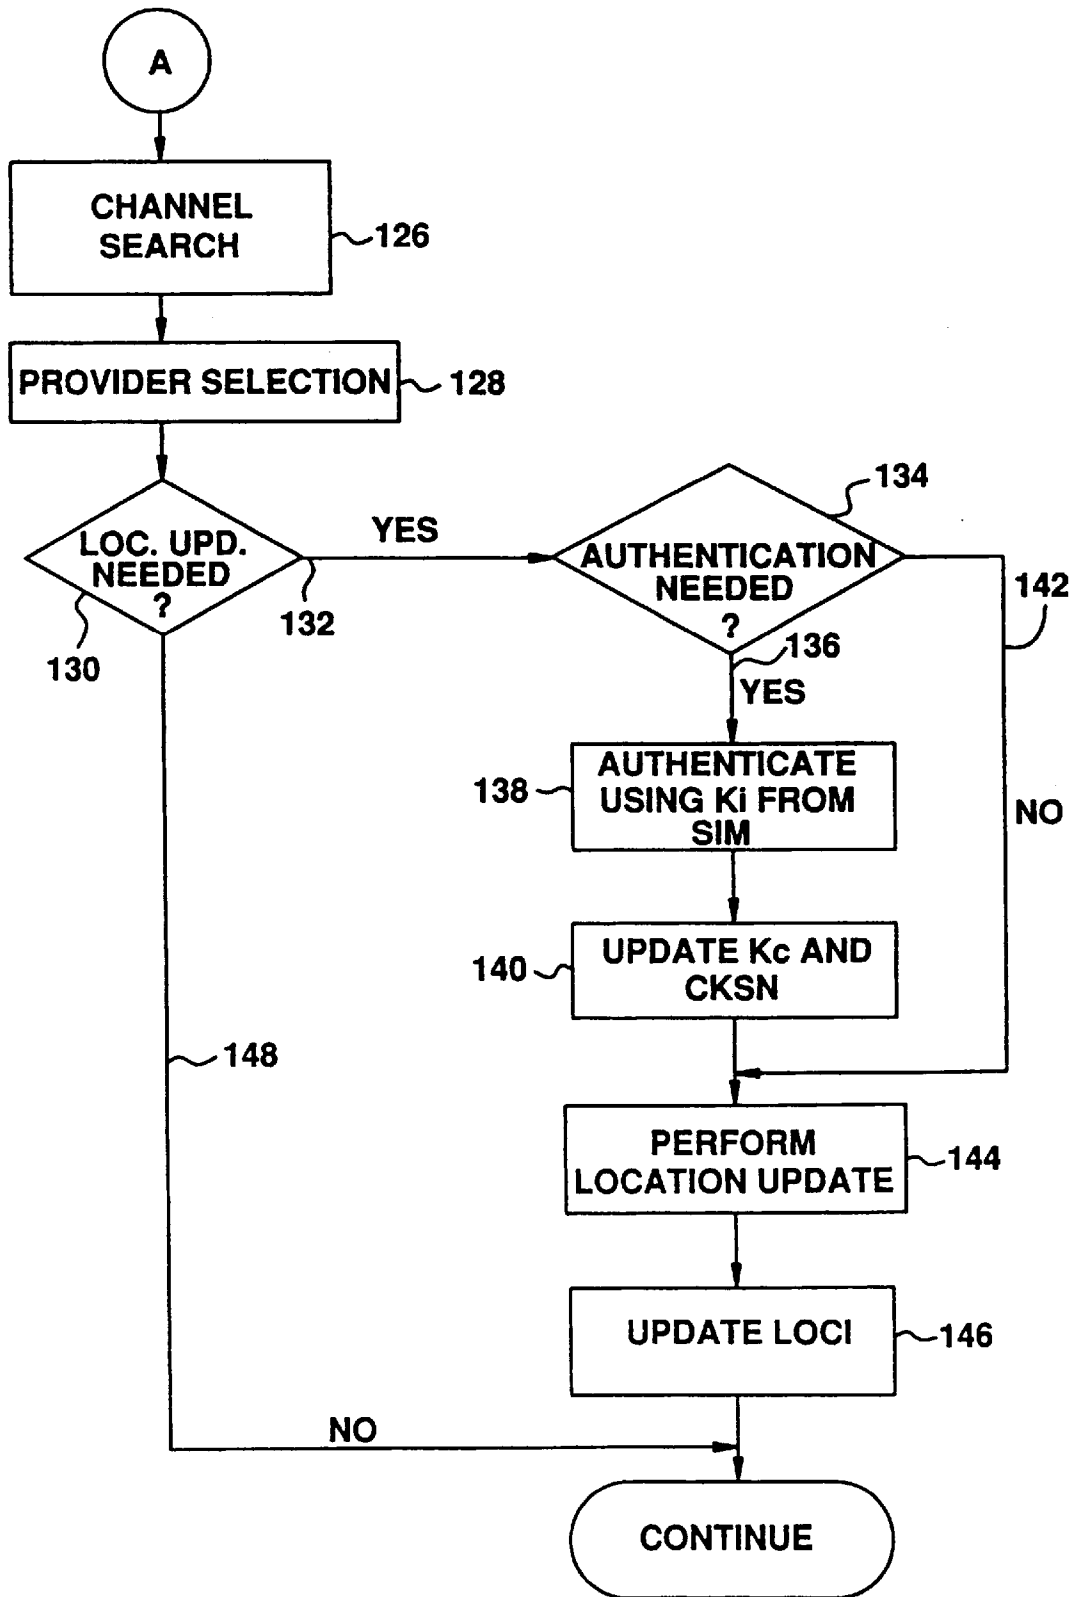 A
CHANNEL
SEARCH
126
PROVIDER SELECTION
128
LOC. UPD.
NEEDED
?
130
YES
132
134
AUTHENTICATION
NEEDED
?
136
YES
142
NO
138
AUTHENTICATE
USING Ki FROM
SIM
140
UPDATE Kc AND
CKSN
148
PERFORM
LOCATION UPDATE
144
UPDATE LOCI
146
NO
CONTINUE